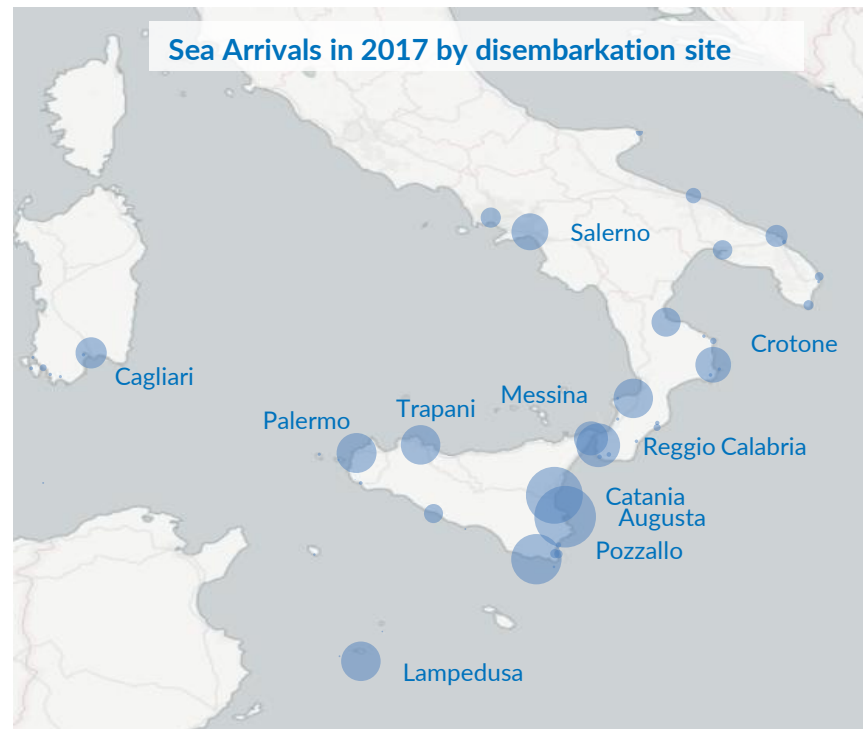 Sea Arrivals in 2017 by disembarkation site
Salerno
Crotone
Cagliari
Messina
Trapani
Palermo
Reggio Calabria
Catania
Augusta
Pozzallo
Lampedusa